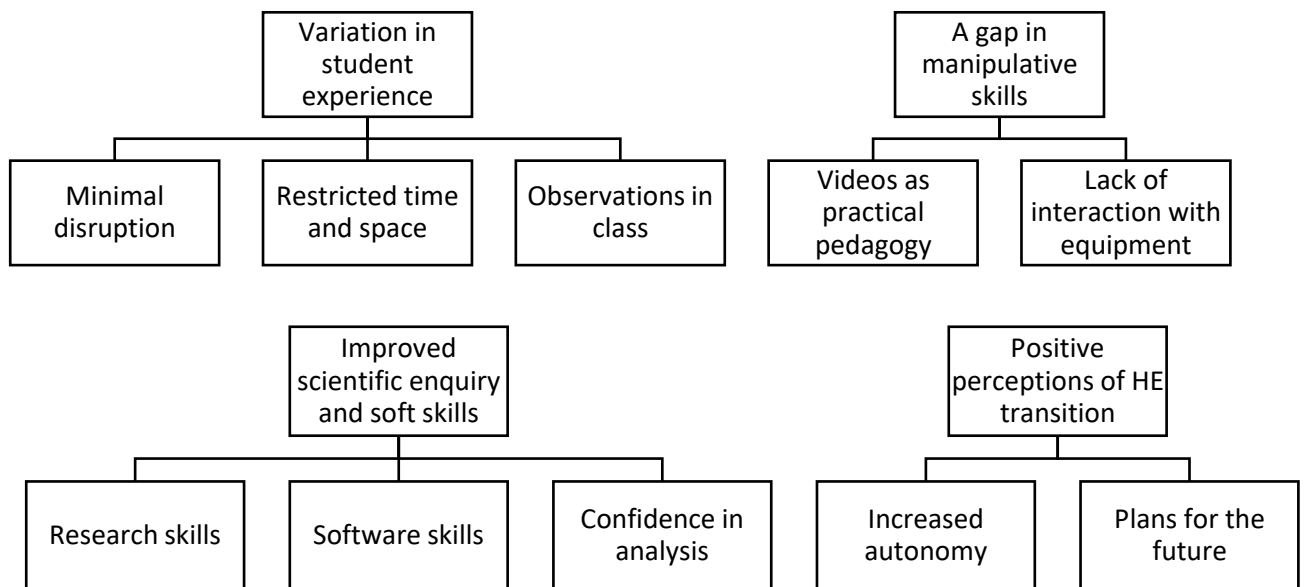 Variation in
student
experience
A gap in
manipulative
skills
Minimal
disruption
Restricted time
and space
Observations in
class
Videos as
practical
pedagogy
Lack of
interaction with
equipment
Improved
scientific enquiry
and soft skills
Positive
perceptions of HE
transition
Research skills
Software skills
Confidence in
analysis
Increased
autonomy
Plans for the
future